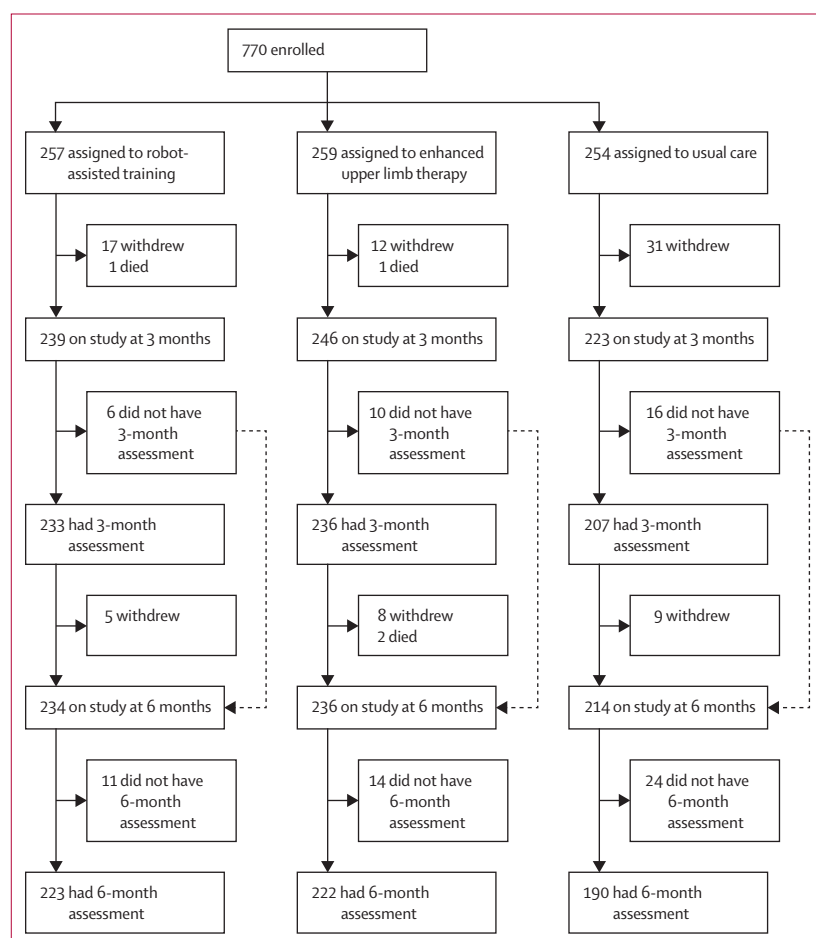 770 enrolled
257 assigned to robot-
assisted training
259 assigned to enhanced
upper limb therapy
254 assigned to usual care
17 withdrew
1 died
12 withdrew
1 died
31 withdrew
239 on study at 3 months
246 on study at 3 months
223 on study at 3 months
6 did not have
3-month
assessment
10 did not have
3-month
assessment
16 did not have
3-month
assessment
233 had 3-month
assessment
236 had 3-month
assessment
207 had 3-month
assessment
5 withdrew
8 withdrew
2 died
9 withdrew
234 on study at 6 months
236 on study at 6 months
214 on study at 6 months
11 did not have
6-month
assessment
14 did not have
6-month
assessment
24 did not have
6-month
assessment
223 had 6-month
assessment
222 had 6-month
assessment
190 had 6-month
assessment